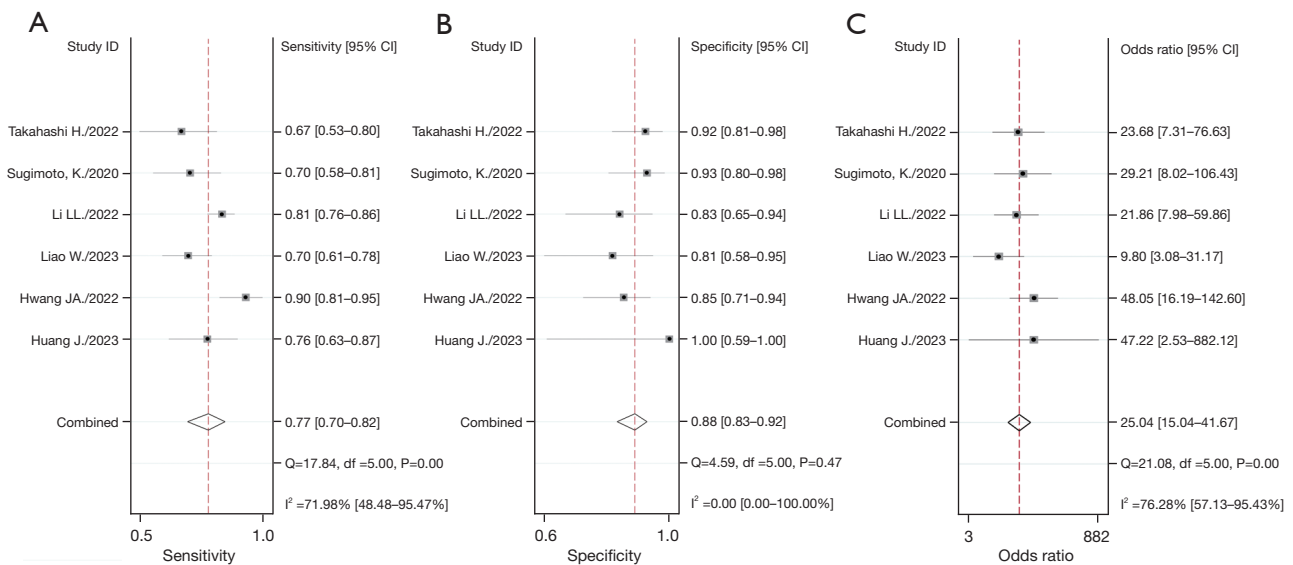 A
Study ID
Sensitivity [95% CI]
Takahashi H./2022
0.67 [0.53–0.80]
Sugimoto, K./2020
0.70 [0.58–0.81]
Li LL./2022
0.81 [0.76–0.86]
Liao W./2023
0.70 [0.61–0.78]
Hwang JA./2022
0.90 [0.81–0.95]
Huang J./2023
0.76 [0.63–0.87]
Combined
0.77 [0.70–0.82]
Q=17.84, df =5.00, P=0.00
I² =71.98% [48.48–95.47%]
0.5
1.0
Sensitivity
B
Study ID
Specificity [95% CI]
Takahashi H./2022
0.92 [0.81–0.98]
Sugimoto, K./2020
0.93 [0.80–0.98]
Li LL./2022
0.83 [0.65–0.94]
Liao W./2023
0.81 [0.58–0.95]
Hwang JA./2022
0.85 [0.71–0.94]
Huang J./2023
1.00 [0.59–1.00]
Combined
0.88 [0.83–0.92]
Q=4.59, df =5.00, P=0.47
I² =0.00 [0.00–100.00%]
0.6
1.0
Specificity
C
Study ID
Odds ratio [95% CI]
Takahashi H./2022
23.68 [7.31–76.63]
Sugimoto, K./2020
29.21 [8.02–106.43]
Li LL./2022
21.86 [7.98–59.86]
Liao W./2023
9.80 [3.08–31.17]
Hwang JA./2022
48.05 [16.19–142.60]
Huang J./2023
47.22 [2.53–882.12]
Combined
25.04 [15.04–41.67]
Q=21.08, df =5.00, P=0.00
I² =76.28% [57.13–95.43%]
3
882
Odds ratio